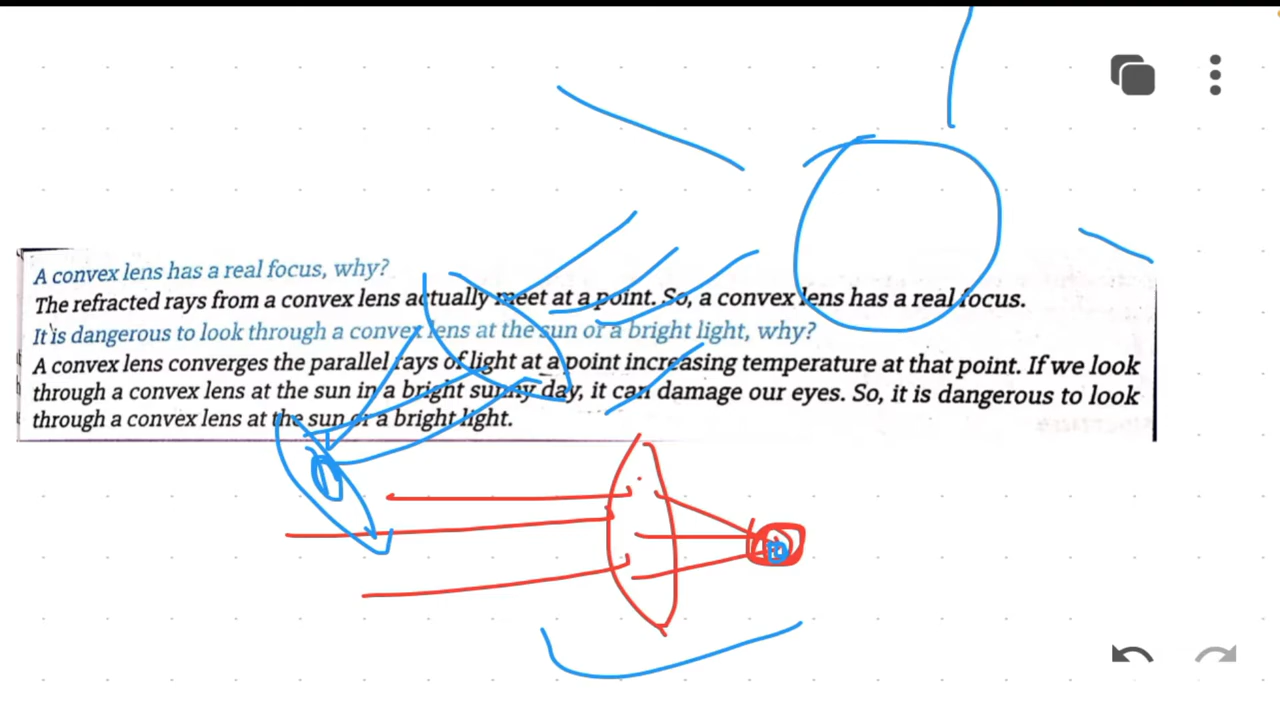 A convex lens has a real focus, why?
The refracted rays from a convex lens actually meet at a point. So, a convex lens has a real focus.
It is dangerous to look through a convex lens at the sun or a bright light, why?
A convex lens converges the parallel rays of light at a point increasing temperature at that point. If we look
through a convex lens at the sun in a bright sunny day, it can damage our eyes. So, it is dangerous to look
through a convex lens at the sun or a bright light.